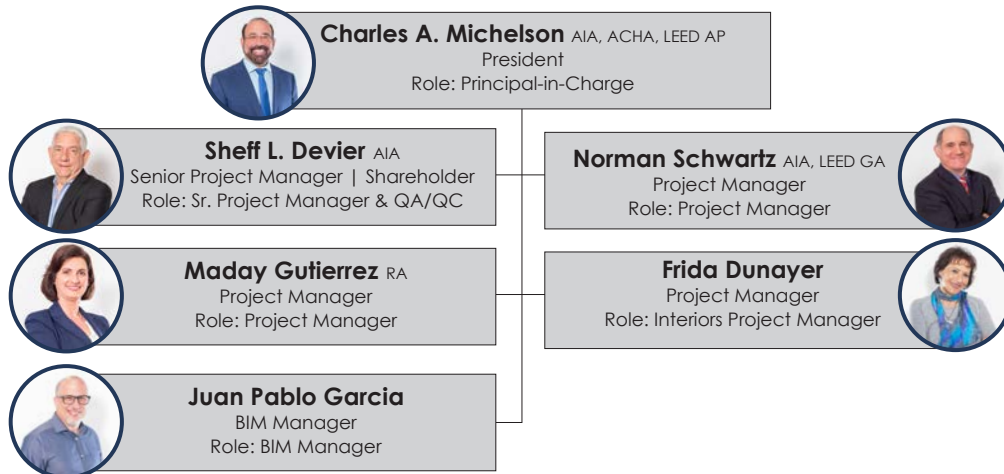 Charles A. Michelson AIA, ACHA, LEED AP
President
Role: Principal-in-Charge
Sheff L. Devier AIA
Senior Project Manager | Shareholder
Role: Sr. Project Manager & QA/QC
Norman Schwartz AIA, LEED GA
Project Manager
Role: Project Manager
Maday Gutierrez RA
Project Manager
Role: Project Manager
Frida Dunayer
Project Manager
Role: Interiors Project Manager
Juan Pablo Garcia
BIM Manager
Role: BIM Manager